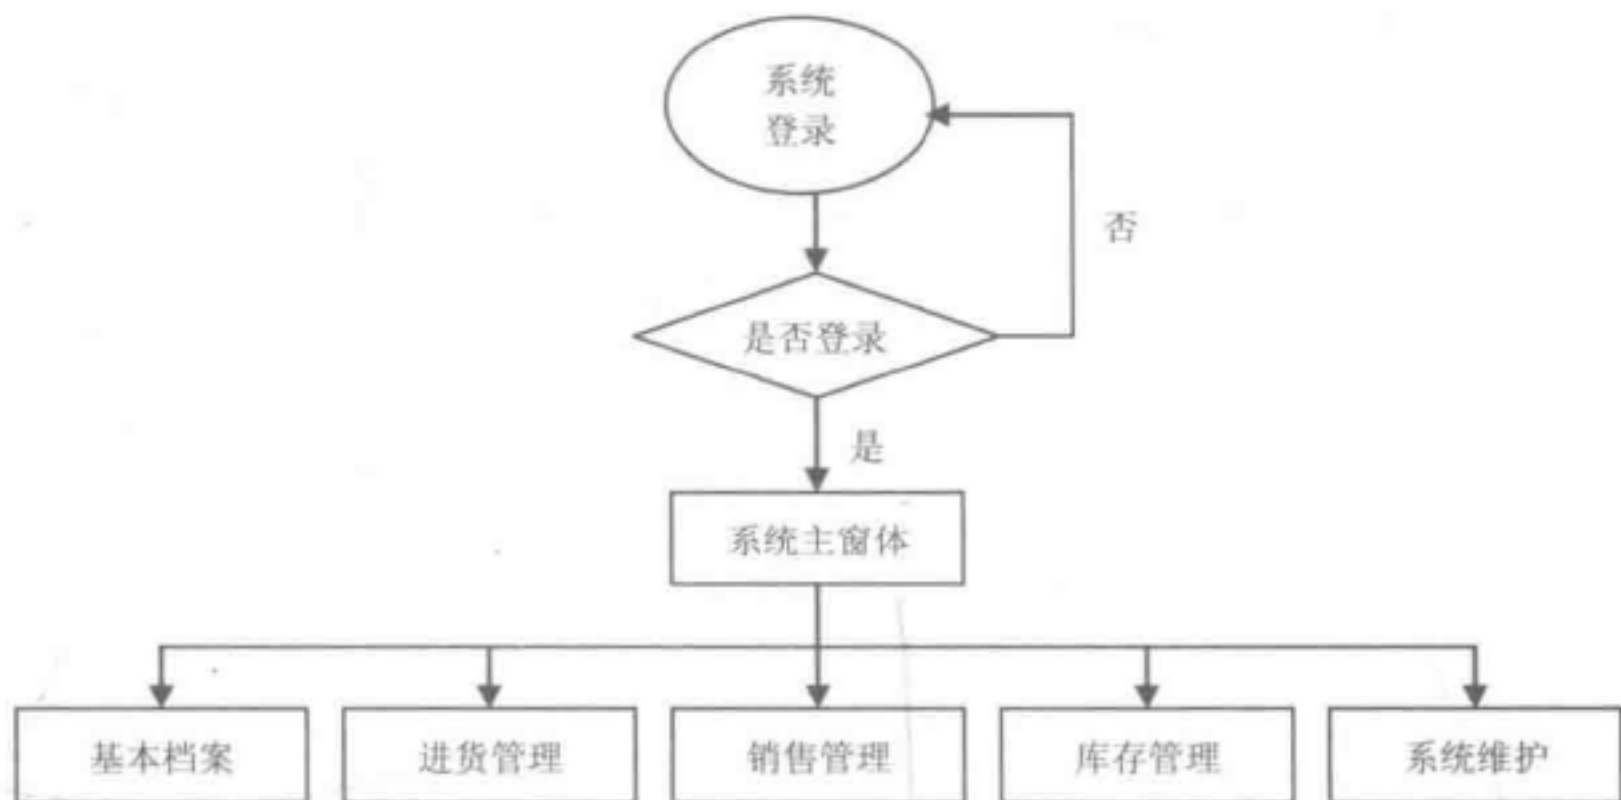 系统
登录
否
是否登录
是
系统主窗体
基本档案
进货管理
销售管理
库存管理
系统维护